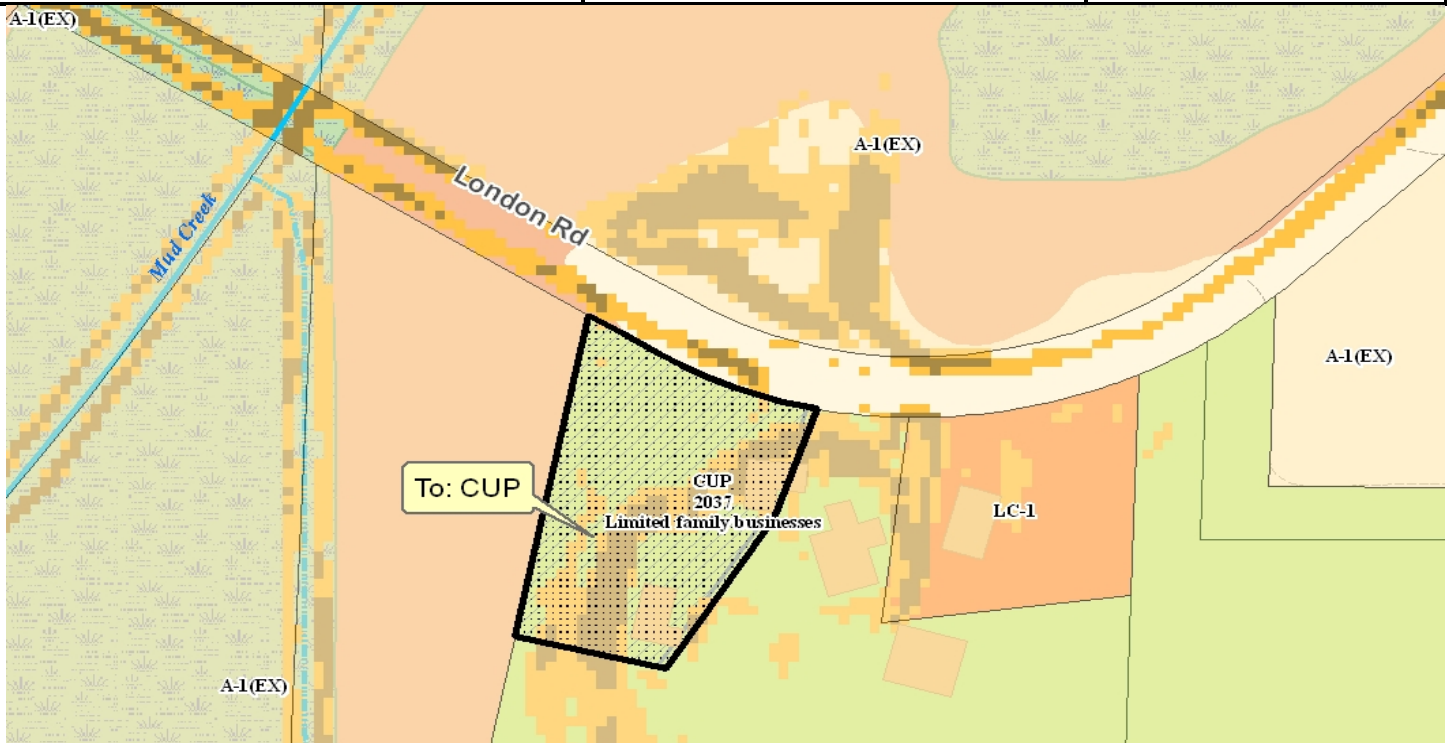 A-1(EX)
A-1(EX)
London Rd
Mud Creek
A-1(EX)
To: CUP
CUP
2037
Limited family businesses
LC-1
A-1(EX)